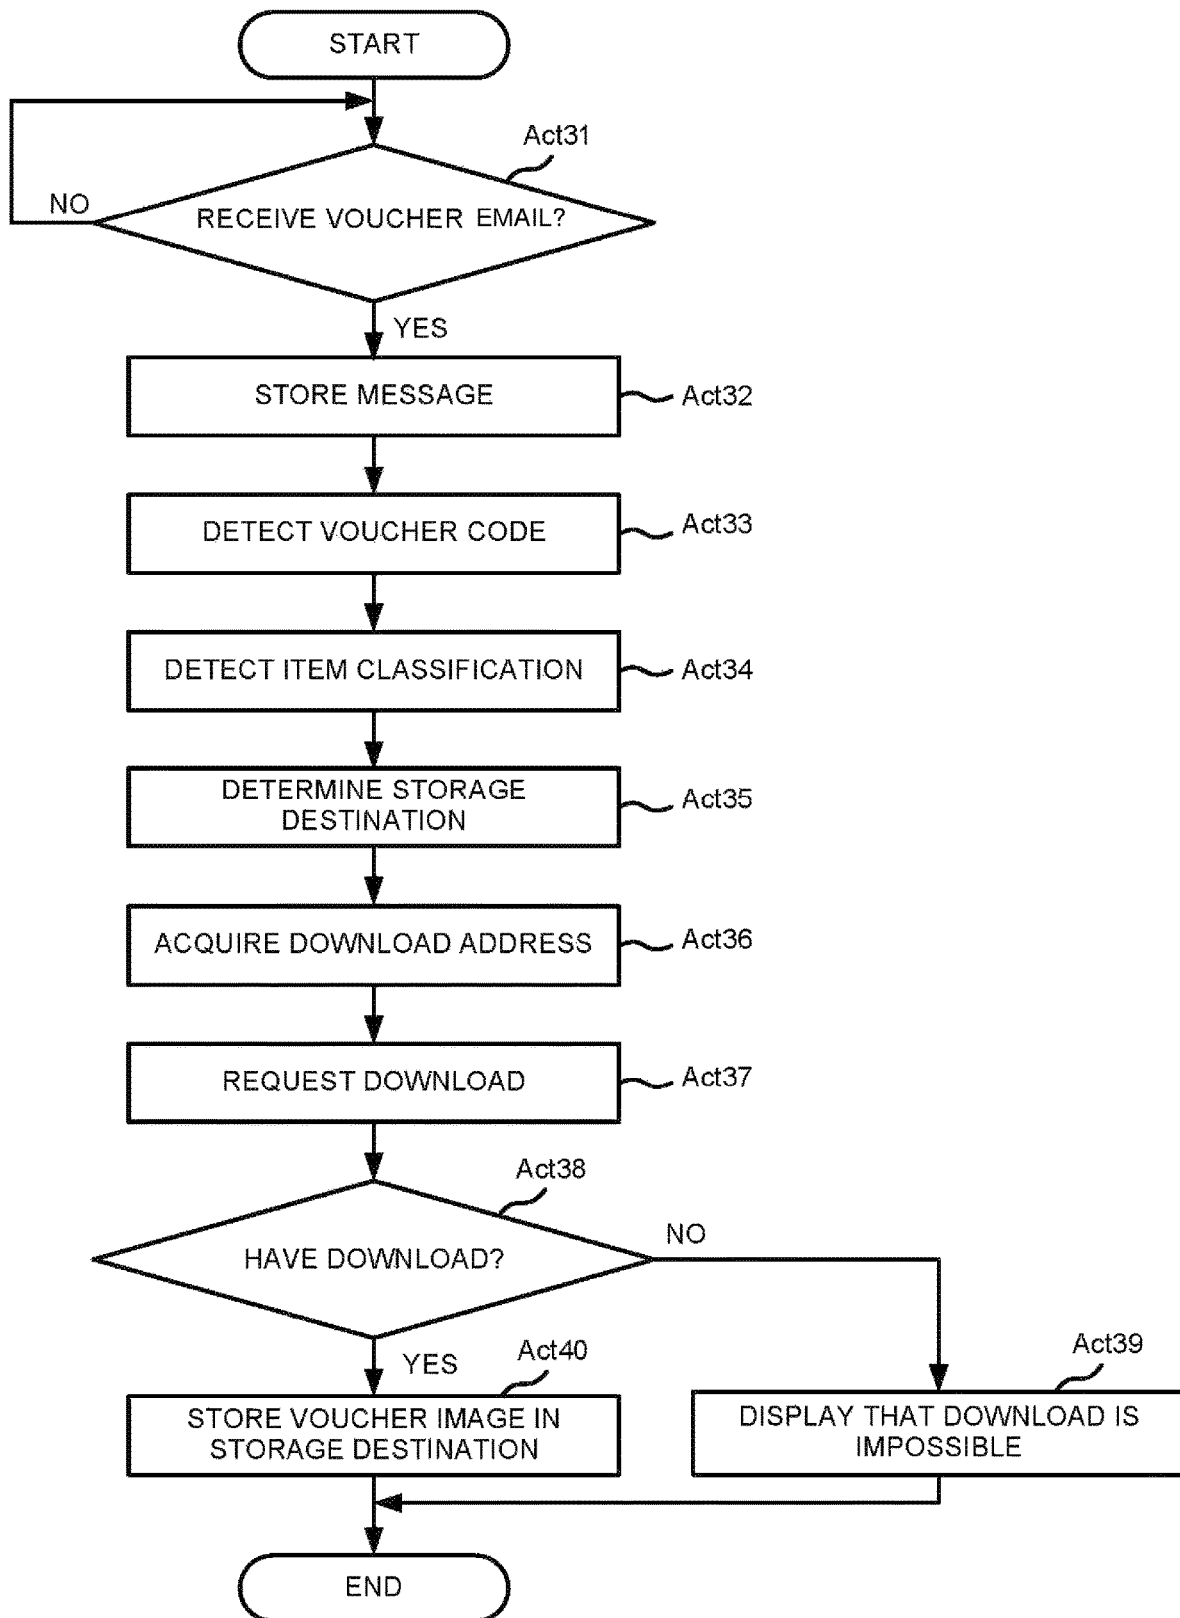 START
Act31
NO
RECEIVE VOUCHER EMAIL?
YES
STORE MESSAGE
Act32
DETECT VOUCHER CODE
Act33
DETECT ITEM CLASSIFICATION
Act34
DETERMINE STORAGE
DESTINATION
Act35
ACQUIRE DOWNLOAD ADDRESS
Act36
REQUEST DOWNLOAD
Act37
Act38
HAVE DOWNLOAD?
NO
YES
Act40
Act39
STORE VOUCHER IMAGE IN
STORAGE DESTINATION
DISPLAY THAT DOWNLOAD IS
IMPOSSIBLE
END